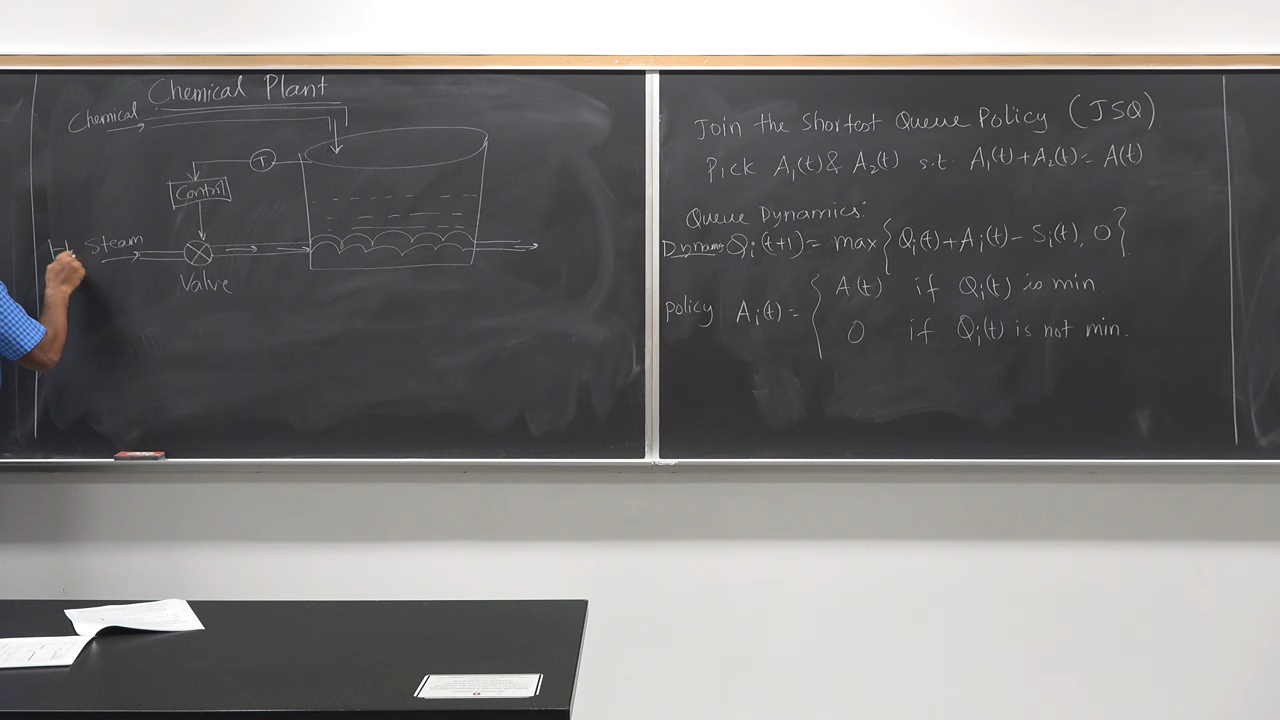 Chemical Plant
Chemical
T
Control
Steam
H
Valve
Join the Shortest Queue Policy (JSQ)
Pick A₁(t) & A₂(t) s.t. A₁(t)+A₂(t)=A(t)
Queue Dynamics:
Dynamics Qᵢ(t+1) = max{Qᵢ(t)+Aᵢ(t)−Sᵢ(t), 0}.
Policy Aᵢ(t) = { A(t) if Qᵢ(t) is min
0 if Qᵢ(t) is not min.